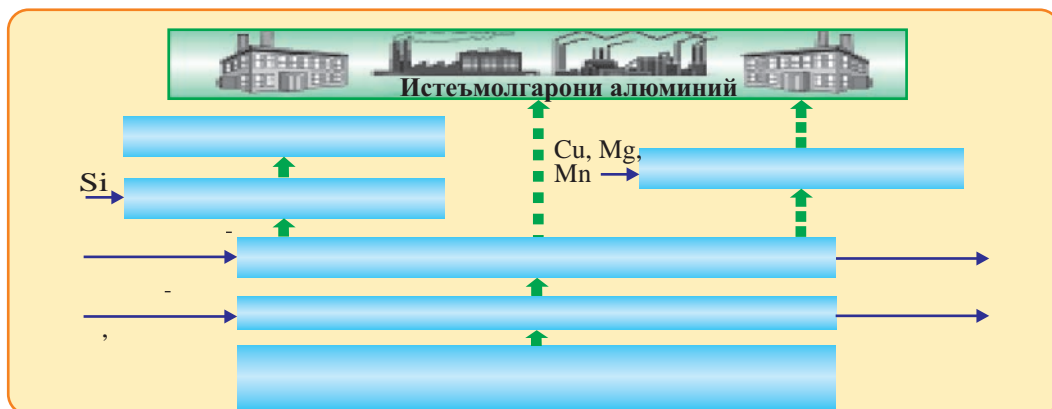 Истеъмолгарони алюминий
Cu, Mg,
Mn
Si
-
-
,